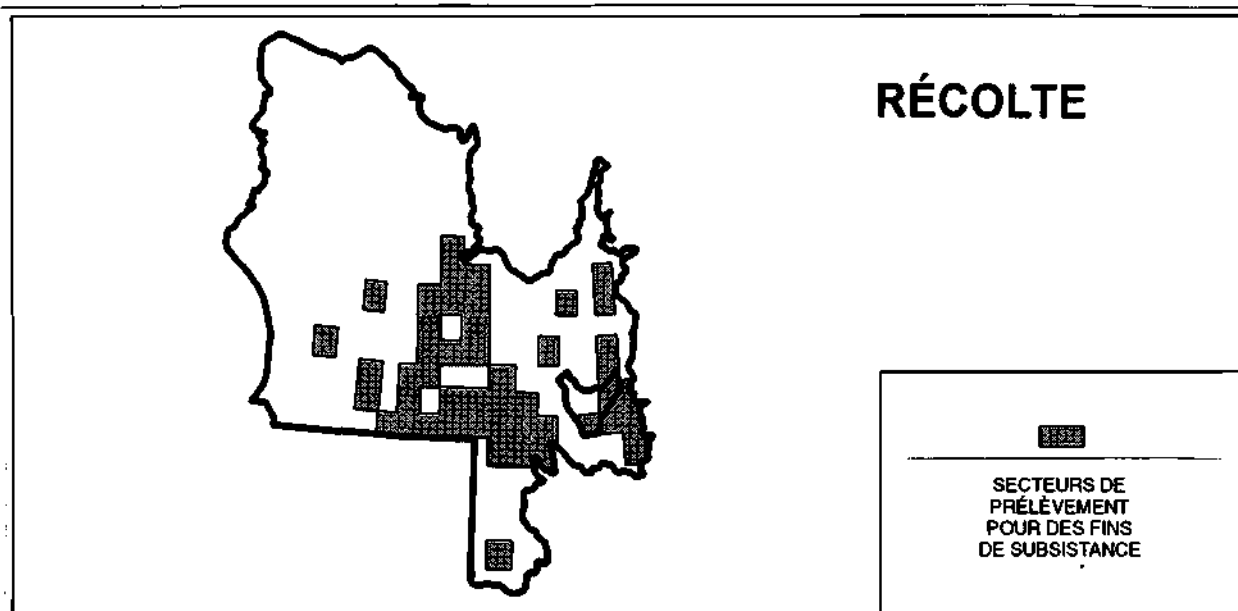 RÉCOLTE
SECTEURS DE
PRÉLÈVEMENT
POUR DES FINS
DE SUBSISTANCE